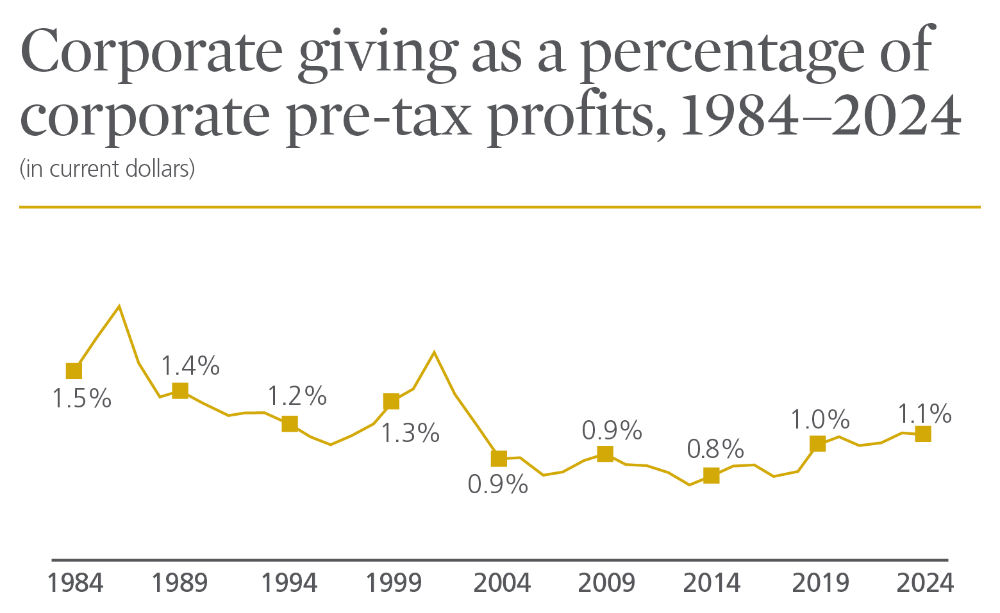 Corporate giving as a percentage of
corporate pre-tax profits, 1984–2024
(in current dollars)
1.5%
1.4%
1.2%
1.3%
0.9%
0.9%
0.8%
1.0%
1.1%
1984 1989 1994 1999 2004 2009 2014 2019 2024